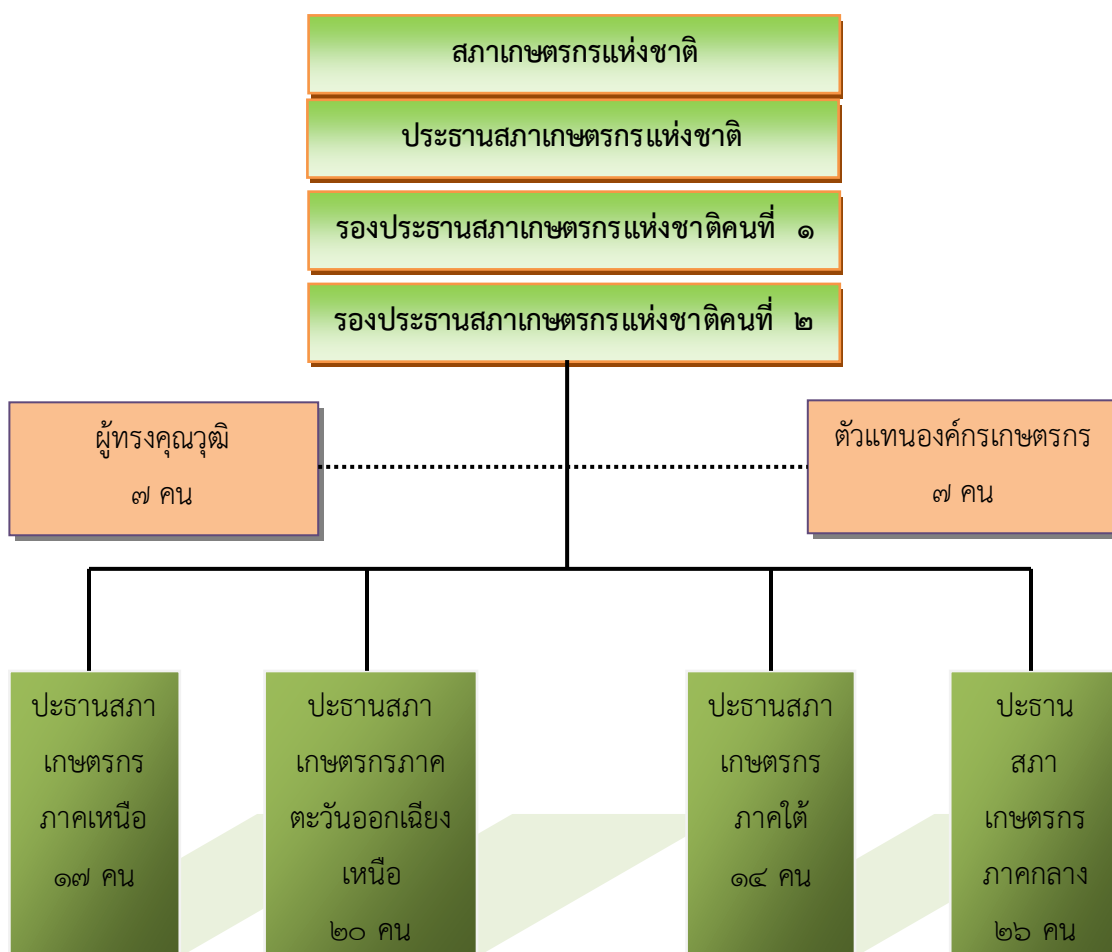 สภาเกษตรกรแห่งชาติ
ประธานสภาเกษตรกรแห่งชาติ
รองประธานสภาเกษตรกรแห่งชาติคนที่ ๑
รองประธานสภาเกษตรกรแห่งชาติคนที่ ๒
ผู้ทรงคุณวุฒิ
๗ คน
ตัวแทนองค์กรเกษตรกร
๗ คน
ปะธานสภา
เกษตรกร
ภาคเหนือ
๑๗ คน
ปะธานสภา
เกษตรกรภาค
ตะวันออกเฉียง
เหนือ
๒๐ คน
ปะธานสภา
เกษตรกร
ภาคใต้
๑๔ คน
ปะธาน
สภา
เกษตรกร
ภาคกลาง
๒๖ คน